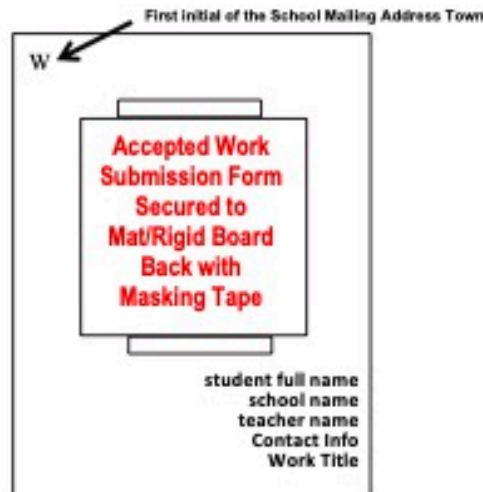 First initial of the School Mailing Address Town
W
Accepted Work
Submission Form
Secured to
Mat/Rigid Board
Back with
Masking Tape
student full name
school name
teacher name
Contact Info
Work Title